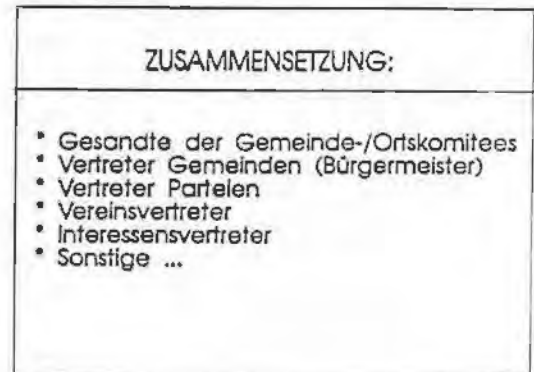 ZUSAMMENSETZUNG:
* Gesandte der Gemeinde-/Ortskomitees
* Vertreter Gemeinden (Bürgermeister)
* Vertreter Parteien
* Vereinsvertreter
* Interessensvertreter
* Sonstige ...